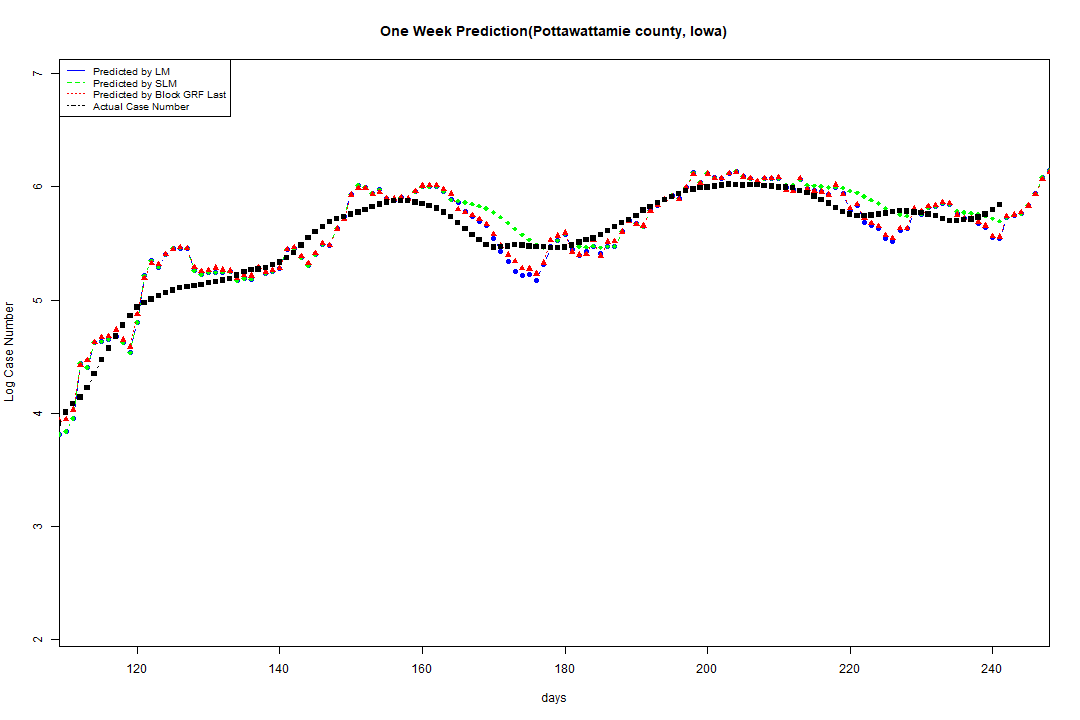 One Week Prediction(Pottawattamie county, Iowa)
7
Predicted by LM
Predicted by SLM
Predicted by Block GRF Last
Actual Case Number
6
5
4
3
2
Log Case Number
120 140 160 180 200 220 240
days